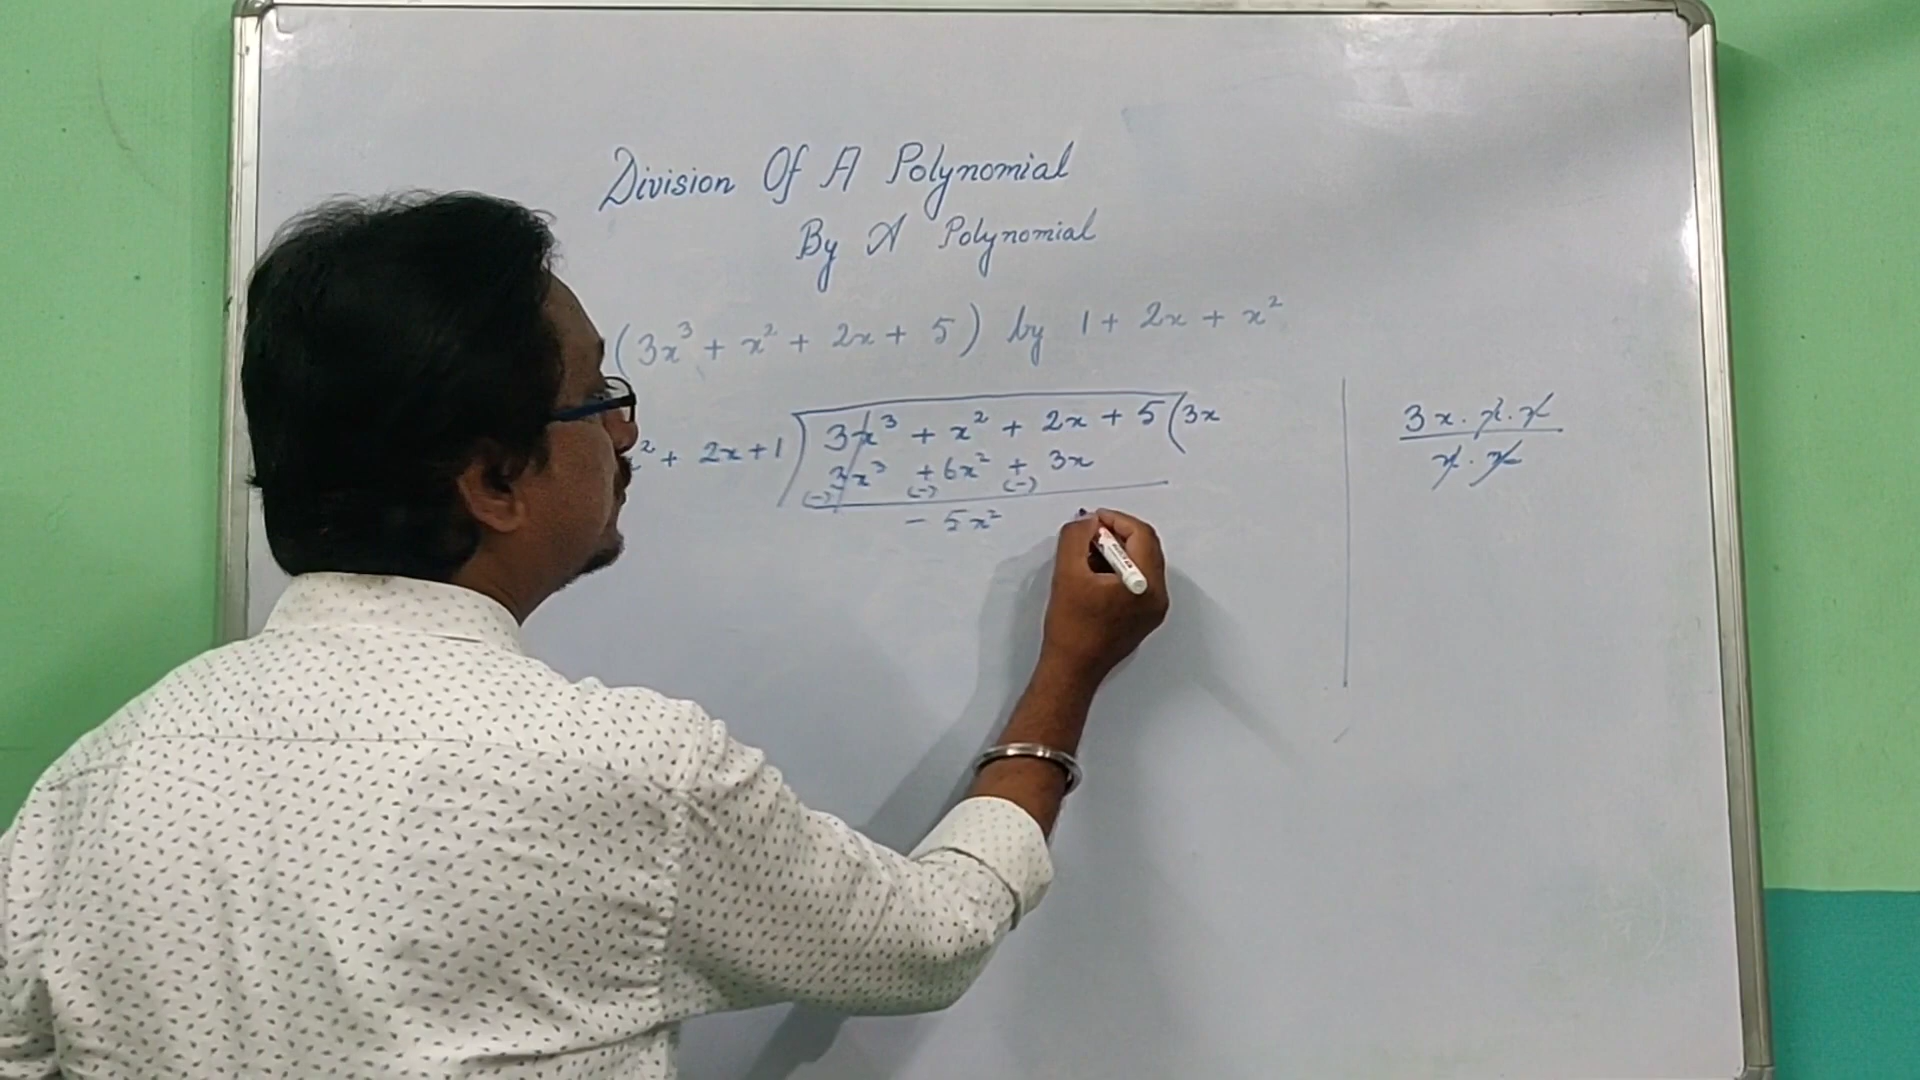 Division Of A Polynomial
By A Polynomial
(3x³ + x² + 2x + 5) by 1 + 2x + x²
² + 2x + 1) 3x³ + x² + 2x + 5 (3x
3x³ + 6x² + 3x
(-) (-) (-)
- 5x²
3x . x . x
x . x